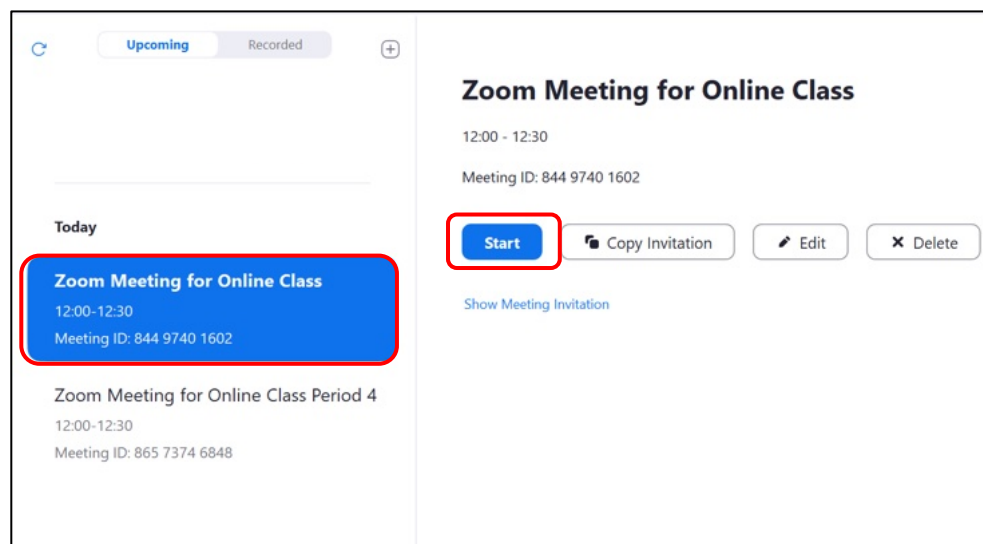 Upcoming
Recorded
Today
Zoom Meeting for Online Class
12:00-12:30
Meeting ID: 844 9740 1602
Zoom Meeting for Online Class Period 4
12:00-12:30
Meeting ID: 865 7374 6848
Zoom Meeting for Online Class
12:00 - 12:30
Meeting ID: 844 9740 1602
Start
Copy Invitation
Edit
Delete
Show Meeting Invitation